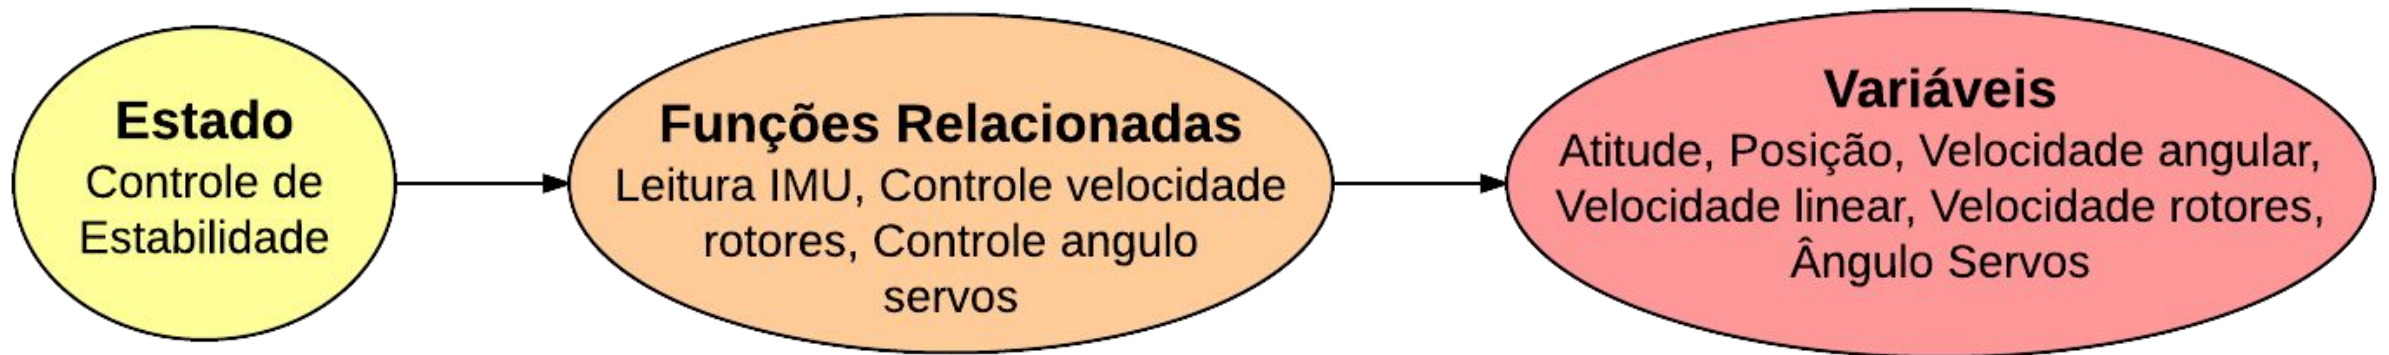 Estado
Controle de
Estabilidade
Funções Relacionadas
Leitura IMU, Controle velocidade
rotores, Controle angulo
servos
Variáveis
Atitude, Posição, Velocidade angular,
Velocidade linear, Velocidade rotores,
Ângulo Servos